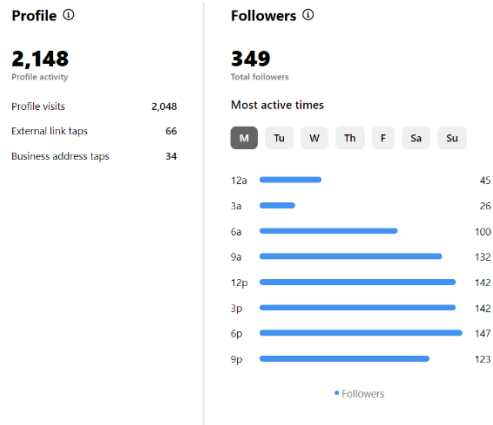 Profile
2,148
Profile activity
Profile visits 2,048
External link taps 66
Business address taps 34
Followers
349
Total followers
Most active times
M Tu W Th F Sa Su
12a 45
3a 26
6a 100
9a 132
12p 142
3p 142
6p 147
9p 123
Followers